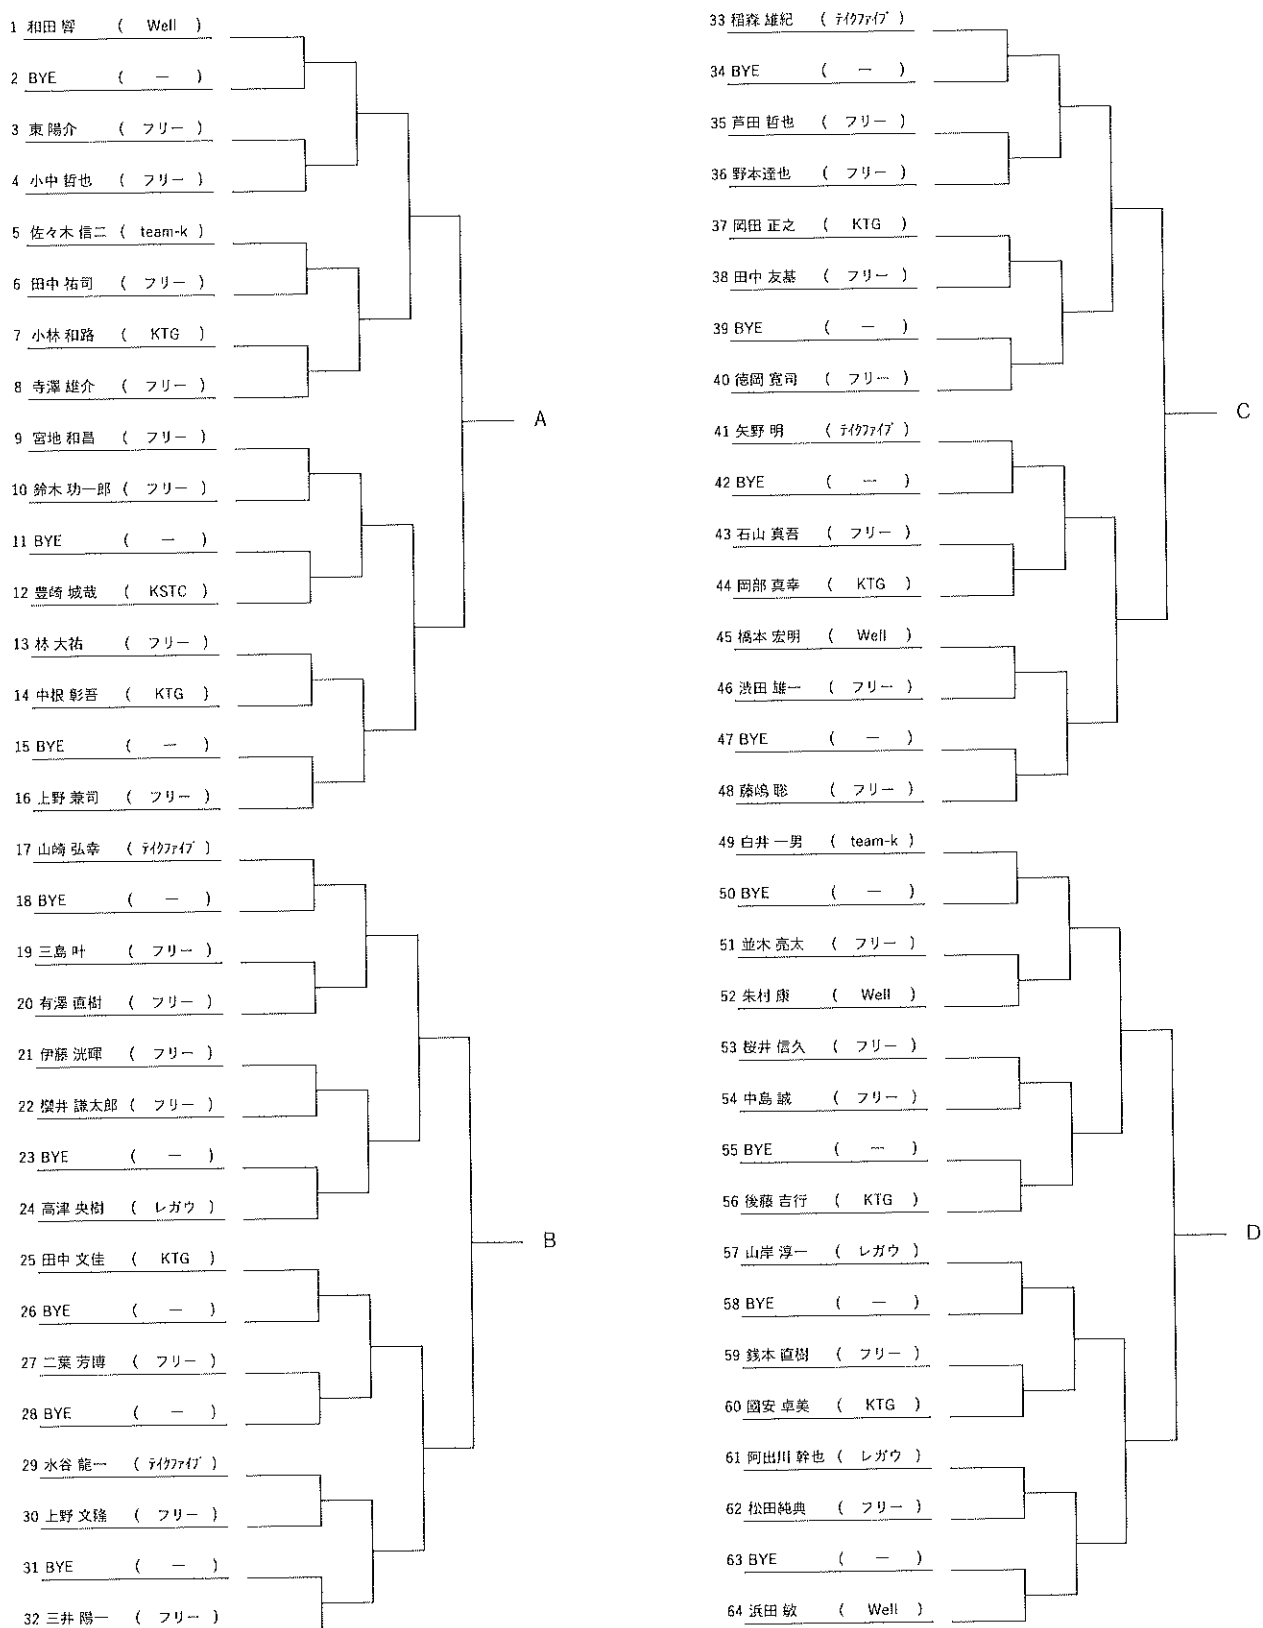 1 和田 響 ( Well )
2 BYE ( ー )
3 東 陽介 ( フリー )
4 小中 哲也 ( フリー )
5 佐々木 信二 ( team-k )
6 田中 祐司 ( フリー )
7 小林 和路 ( KTG )
8 寺澤 雄介 ( フリー )
9 宮地 和昌 ( フリー )
10 鈴木 功一郎 ( フリー )
11 BYE ( ー )
12 豊崎 城哉 ( KSTC )
13 林 大祐 ( フリー )
14 中根 彰吾 ( KTG )
15 BYE ( ー )
16 上野 兼司 ( フリー )
A
17 山崎 弘幸 ( テイクファイブ )
18 BYE ( ー )
19 三島 叶 ( フリー )
20 有澤 直樹 ( フリー )
21 伊藤 洸暉 ( フリー )
22 櫻井 謙太郎 ( フリー )
23 BYE ( ー )
24 高津 央樹 ( レガウ )
25 田中 文佳 ( KTG )
26 BYE ( ー )
27 二葉 芳博 ( フリー )
28 BYE ( ー )
29 水谷 龍一 ( テイクファイブ )
30 上野 文隆 ( フリー )
31 BYE ( ー )
32 三井 陽一 ( フリー )
B
33 稲森 雄紀 ( テイクファイブ )
34 BYE ( ー )
35 芦田 哲也 ( フリー )
36 野本達也 ( フリー )
37 岡田 正之 ( KTG )
38 田中 友基 ( フリー )
39 BYE ( ー )
40 徳岡 寛司 ( フリー )
41 矢野 明 ( テイクファイブ )
42 BYE ( ー )
43 石山 真吾 ( フリー )
44 岡部 真幸 ( KTG )
45 橋本 宏明 ( Well )
46 渋田 雄一 ( フリー )
47 BYE ( ー )
48 藤嶋 聡 ( フリー )
C
49 白井 一男 ( team-k )
50 BYE ( ー )
51 並木 亮太 ( フリー )
52 朱村 康 ( Well )
53 桜井 信久 ( フリー )
54 中島 誠 ( フリー )
55 BYE ( ー )
56 後藤 吉行 ( KTG )
57 山岸 淳一 ( レガウ )
58 BYE ( ー )
59 銭本 直樹 ( フリー )
60 國安 卓美 ( KTG )
61 阿出川 幹也 ( レガウ )
62 松田純典 ( フリー )
63 BYE ( ー )
64 浜田 敏 ( Well )
D